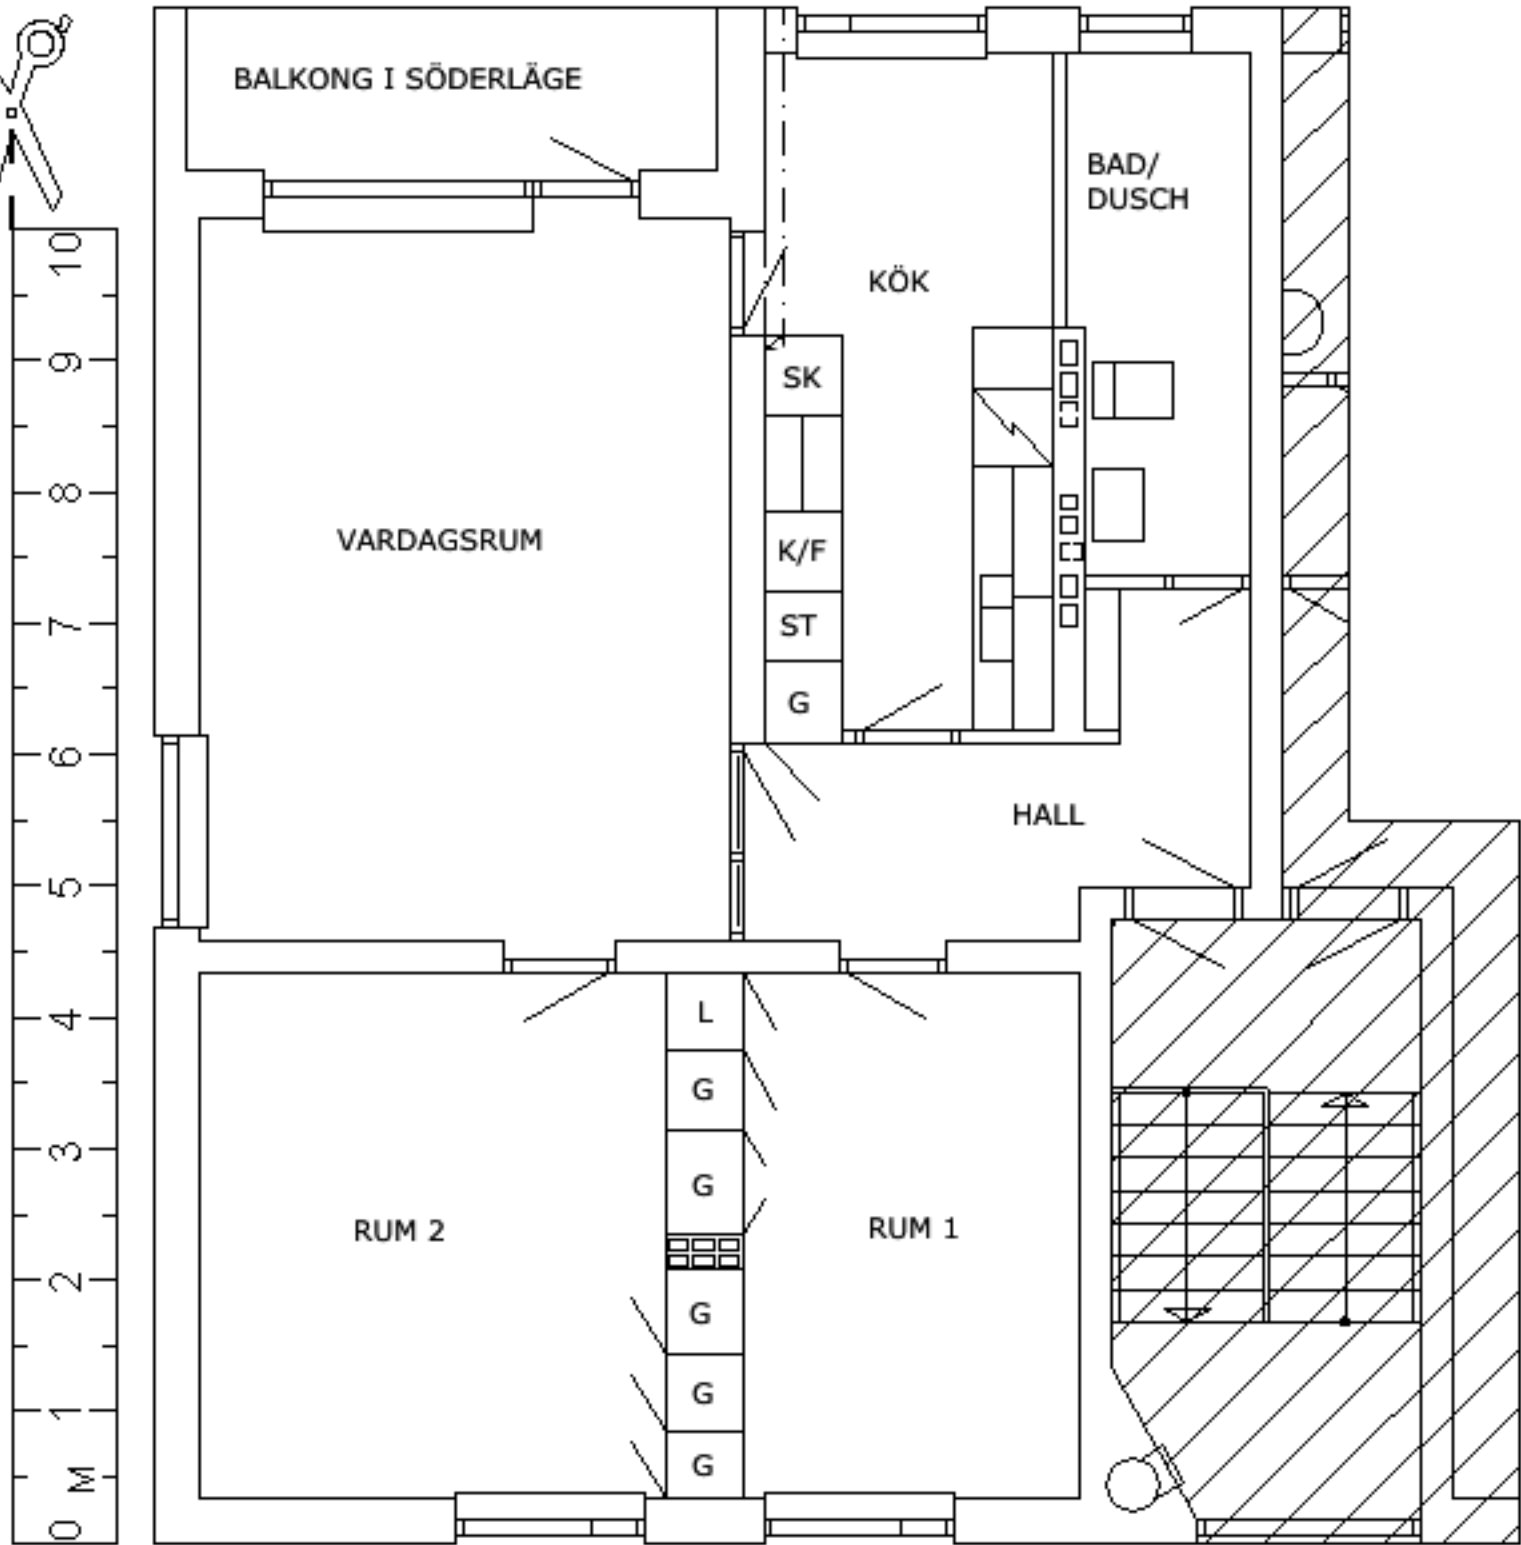 BALKONG I SÖDERLÄGE
BAD/
DUSCH
KÖK
SK
K/F
ST
G
VARDAGSRUM
HALL
L
G
G
G
G
G
RUM 2
RUM 1
10
9
8
7
6
5
4
3
2
1
M
0